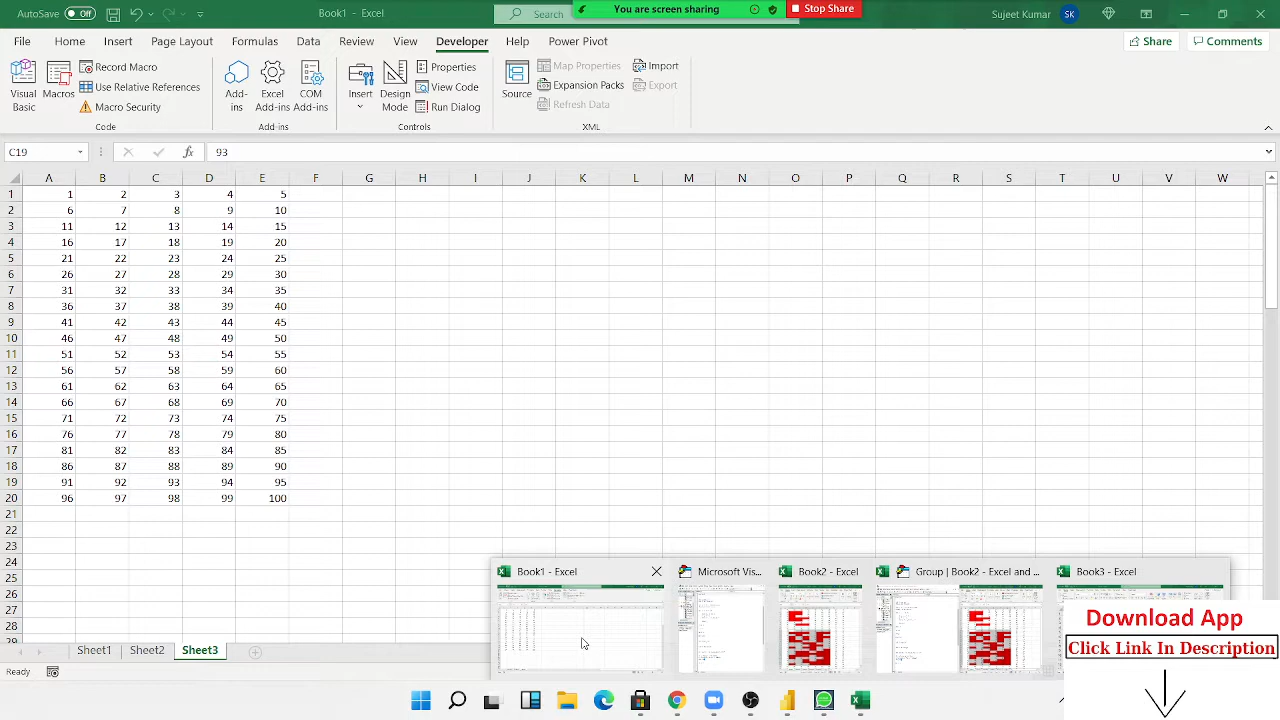 AutoSave Off Book1 - Excel Search You are screen sharing Stop Share Sujeet Kumar SK
File Home Insert Page Layout Formulas Data Review View Developer Help Power Pivot Share Comments
Visual Basic Macros Record Macro Use Relative References Macro Security
Add-ins Excel Add-ins COM Add-ins
Insert Design Mode Properties View Code Run Dialog
Source Map Properties Expansion Packs Refresh Data Import Export
Code Add-ins Controls XML
C19 fx 93
A B C D E F G H I J K L M N O P Q R S T U V W
1 1 2 3 4 5
2 6 7 8 9 10
3 11 12 13 14 15
4 16 17 18 19 20
5 21 22 23 24 25
6 26 27 28 29 30
7 31 32 33 34 35
8 36 37 38 39 40
9 41 42 43 44 45
10 46 47 48 49 50
11 51 52 53 54 55
12 56 57 58 59 60
13 61 62 63 64 65
14 66 67 68 69 70
15 71 72 73 74 75
16 76 77 78 79 80
17 81 82 83 84 85
18 86 87 88 89 90
19 91 92 93 94 95
20 96 97 98 99 100
21
22
23
24
25
26
27
28
29
Book1 - Excel Microsoft Vis... Book2 - Excel Group | Book2 - Excel and ... Book3 - Excel
Sheet1 Sheet2 Sheet3
Ready
Download App
Click Link In Description